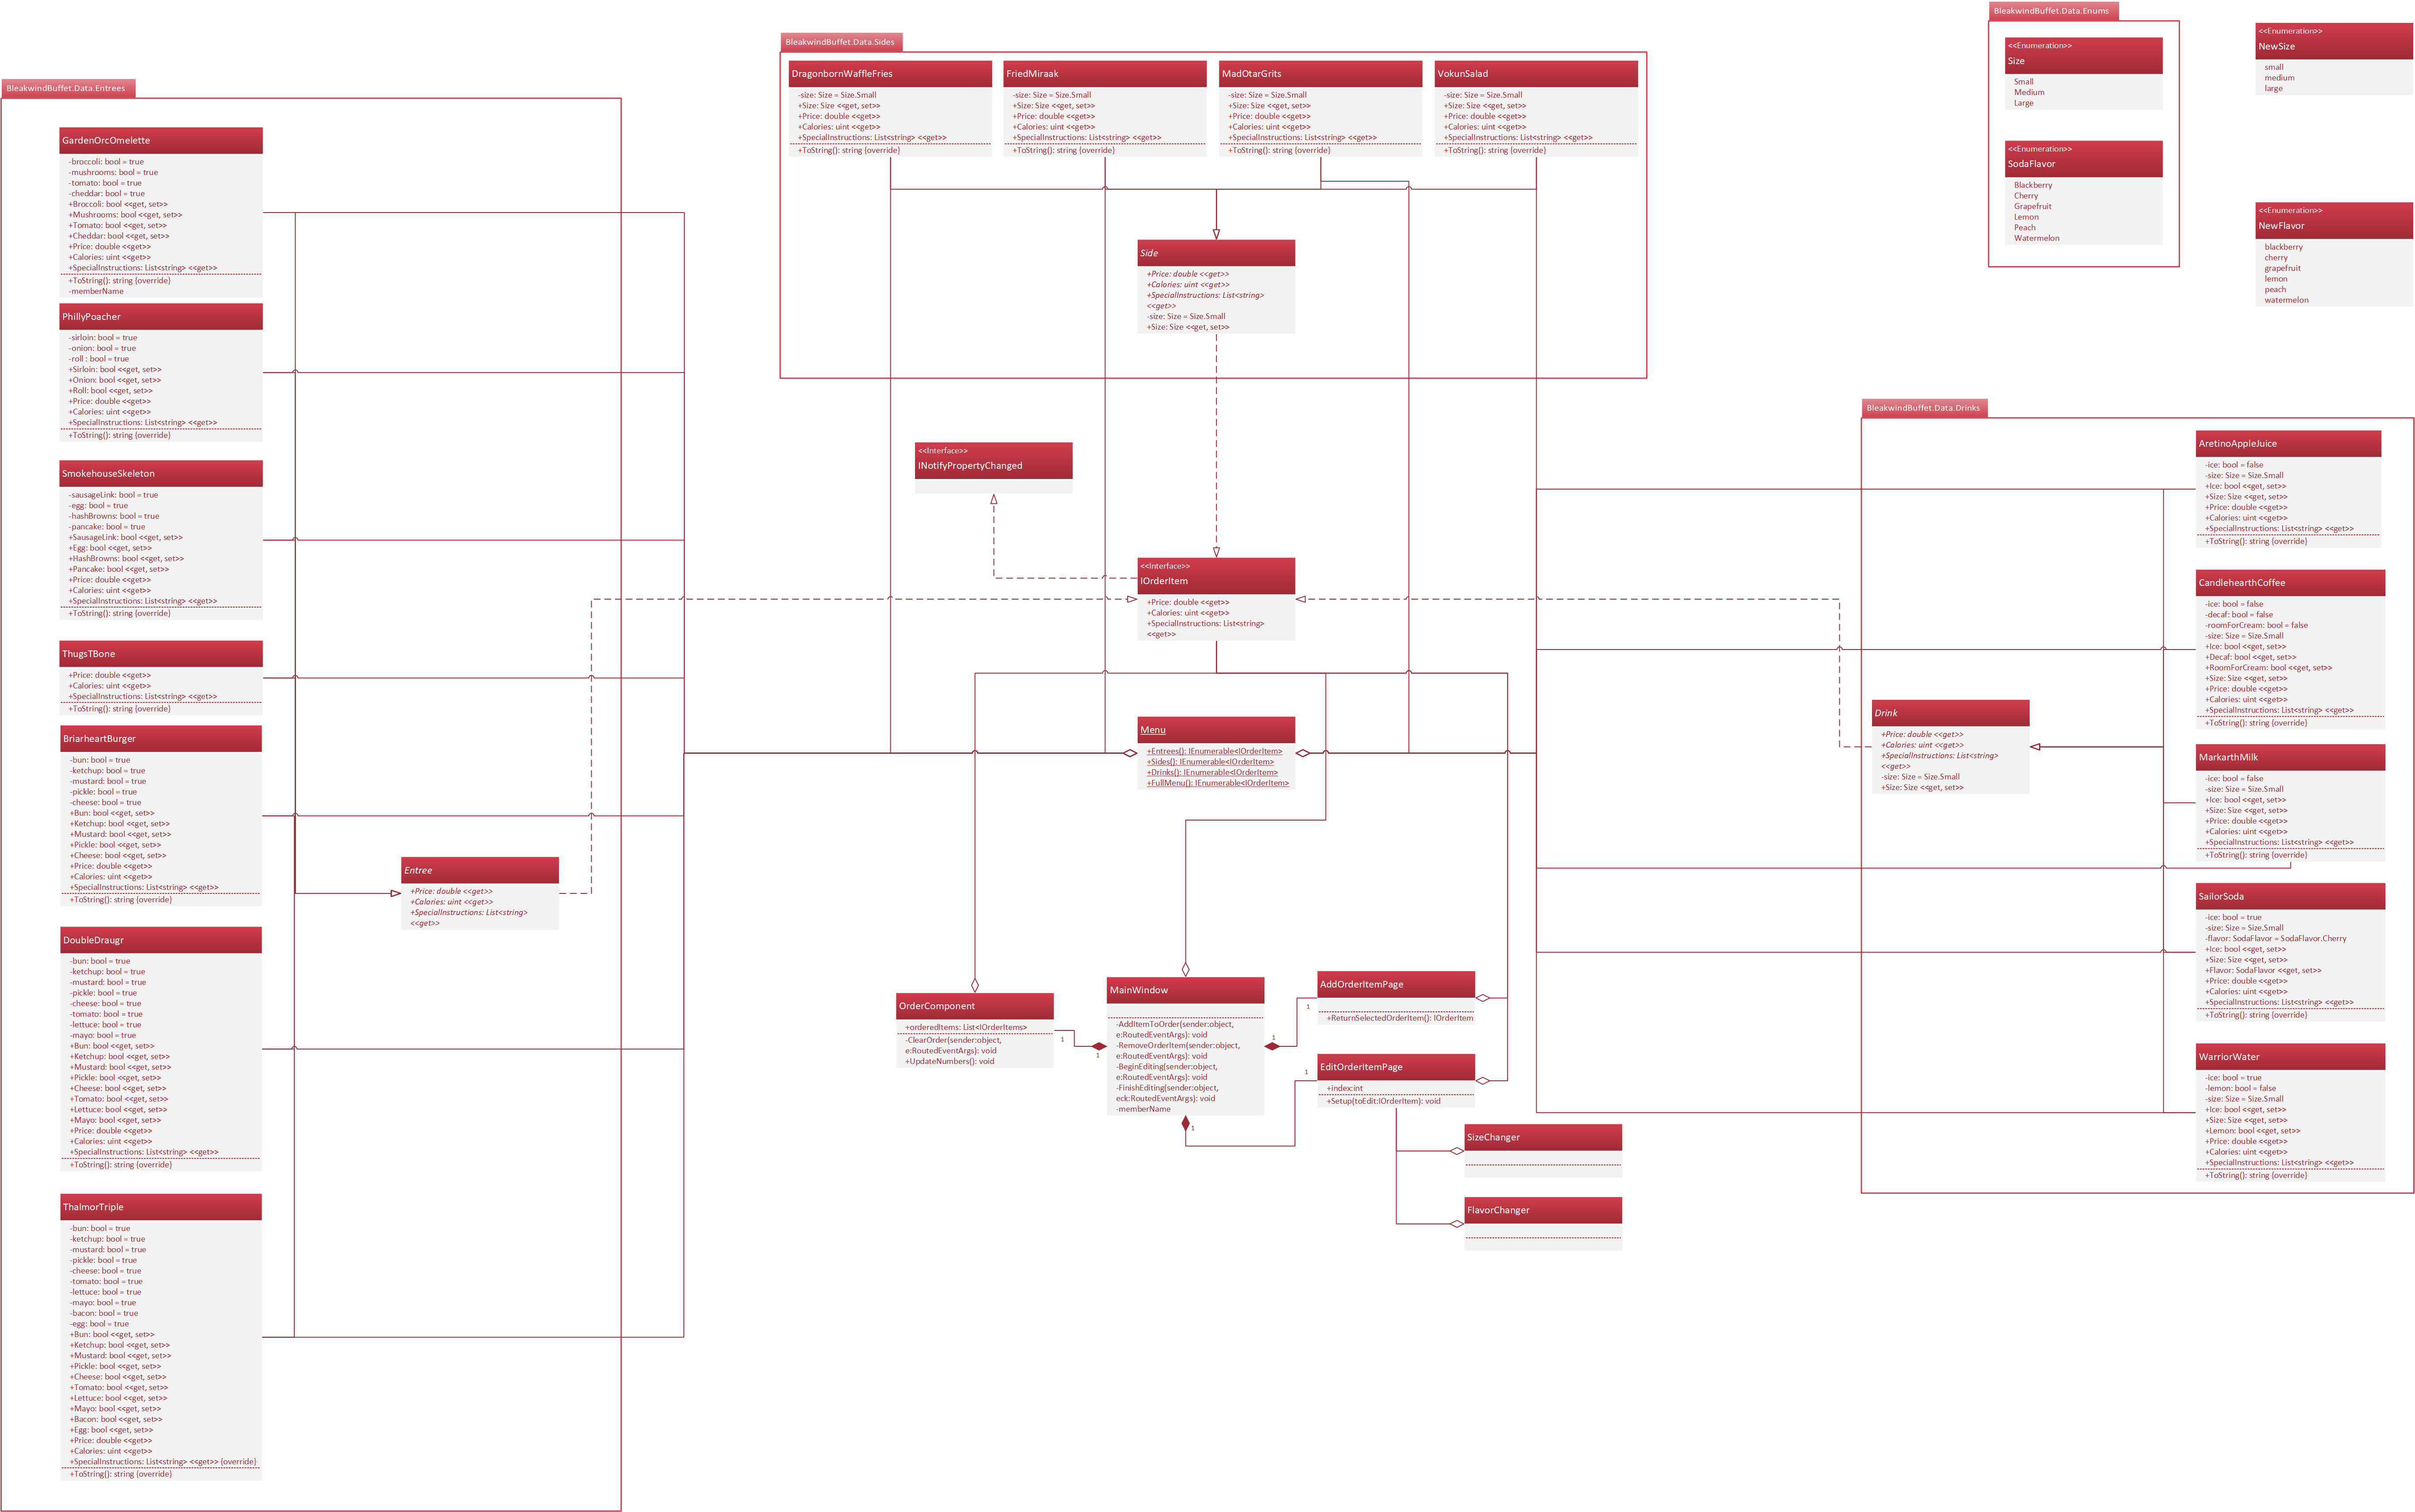 BleakwindBuffet.Data.Entrees
GardenOrcOmelette
-broccoli: bool = true
-mushrooms: bool = true
-tomato: bool = true
-cheddar: bool = true
+Broccoli: bool <<get, set>>
+Mushrooms: bool <<get, set>>
+Tomato: bool <<get, set>>
+Cheddar: bool <<get, set>>
+Price: double <<get>>
+Calories: uint <<get>>
+SpecialInstructions: List<string> <<get>>
+ToString(): string {override}
-memberName
PhillyPoacher
-sirloin: bool = true
-onion: bool = true
-roll : bool = true
+Sirloin: bool <<get, set>>
+Onion: bool <<get, set>>
+Roll: bool <<get, set>>
+Price: double <<get>>
+Calories: uint <<get>>
+SpecialInstructions: List<string> <<get>>
+ToString(): string {override}
SmokehouseSkeleton
-sausageLink: bool = true
-egg: bool = true
-hashBrowns: bool = true
-pancake: bool = true
+SausageLink: bool <<get, set>>
+Egg: bool <<get, set>>
+HashBrowns: bool <<get, set>>
+Pancake: bool <<get, set>>
+Price: double <<get>>
+Calories: uint <<get>>
+SpecialInstructions: List<string> <<get>>
+ToString(): string {override}
ThugsTBone
+Price: double <<get>>
+Calories: uint <<get>>
+SpecialInstructions: List<string> <<get>>
+ToString(): string {override}
BriarheartBurger
-bun: bool = true
-ketchup: bool = true
-mustard: bool = true
-pickle: bool = true
-cheese: bool = true
+Bun: bool <<get, set>>
+Ketchup: bool <<get, set>>
+Mustard: bool <<get, set>>
+Pickle: bool <<get, set>>
+Cheese: bool <<get, set>>
+Price: double <<get>>
+Calories: uint <<get>>
+SpecialInstructions: List<string> <<get>>
+ToString(): string {override}
DoubleDraugr
-bun: bool = true
-ketchup: bool = true
-mustard: bool = true
-pickle: bool = true
-cheese: bool = true
-tomato: bool = true
-lettuce: bool = true
-mayo: bool = true
+Bun: bool <<get, set>>
+Ketchup: bool <<get, set>>
+Mustard: bool <<get, set>>
+Pickle: bool <<get, set>>
+Cheese: bool <<get, set>>
+Tomato: bool <<get, set>>
+Lettuce: bool <<get, set>>
+Mayo: bool <<get, set>>
+Price: double <<get>>
+Calories: uint <<get>>
+SpecialInstructions: List<string> <<get>>
+ToString(): string {override}
ThalmorTriple
-bun: bool = true
-ketchup: bool = true
-mustard: bool = true
-pickle: bool = true
-cheese: bool = true
-tomato: bool = true
-lettuce: bool = true
-mayo: bool = true
-bacon: bool = true
-egg: bool = true
+Bun: bool <<get, set>>
+Ketchup: bool <<get, set>>
+Mustard: bool <<get, set>>
+Pickle: bool <<get, set>>
+Cheese: bool <<get, set>>
+Tomato: bool <<get, set>>
+Lettuce: bool <<get, set>>
+Mayo: bool <<get, set>>
+Bacon: bool <<get, set>>
+Egg: bool <<get, set>>
+Price: double <<get>>
+Calories: uint <<get>>
+SpecialInstructions: List<string> <<get>> {override}
+ToString(): string {override}
Entree
+Price: double <<get>>
+Calories: uint <<get>>
+SpecialInstructions: List<string>
<<get>>
BleakwindBuffet.Data.Sides
DragonbornWaffleFries
-size: Size = Size.Small
+Size: Size <<get, set>>
+Price: double <<get>>
+Calories: uint <<get>>
+SpecialInstructions: List<string> <<get>>
+ToString(): string {override}
FriedMiraak
-size: Size = Size.Small
+Size: Size <<get, set>>
+Price: double <<get>>
+Calories: uint <<get>>
+SpecialInstructions: List<string> <<get>>
+ToString(): string {override}
MadOtarGrits
-size: Size = Size.Small
+Size: Size <<get, set>>
+Price: double <<get>>
+Calories: uint <<get>>
+SpecialInstructions: List<string> <<get>>
+ToString(): string {override}
VokunSalad
-size: Size = Size.Small
+Size: Size <<get, set>>
+Price: double <<get>>
+Calories: uint <<get>>
+SpecialInstructions: List<string> <<get>>
+ToString(): string {override}
Side
+Price: double <<get>>
+Calories: uint <<get>>
+SpecialInstructions: List<string>
<<get>>
-size: Size = Size.Small
+Size: Size <<get, set>>
<<Interface>>
INotifyPropertyChanged
<<Interface>>
IOrderItem
+Price: double <<get>>
+Calories: uint <<get>>
+SpecialInstructions: List<string>
<<get>>
Menu
+Entrees(): IEnumerable<IOrderItem>
+Sides(): IEnumerable<IOrderItem>
+Drinks(): IEnumerable<IOrderItem>
+FullMenu(): IEnumerable<IOrderItem>
OrderComponent
+orderedItems: List<IOrderItems>
-ClearOrder(sender:object,
e:RoutedEventArgs): void
+UpdateNumbers(): void
1
1
MainWindow
-AddItemToOrder(sender:object,
e:RoutedEventArgs): void
-RemoveOrderItem(sender:object,
e:RoutedEventArgs): void
-BeginEditing(sender:object,
e:RoutedEventArgs): void
-FinishEditing(sender:object,
eck:RoutedEventArgs): void
-memberName
1
1
1
1
AddOrderItemPage
+ReturnSelectedOrderItem(): IOrderItem
EditOrderItemPage
+index:int
+Setup(toEdit:IOrderItem): void
SizeChanger
FlavorChanger
BleakwindBuffet.Data.Enums
<<Enumeration>>
Size
Small
Medium
Large
<<Enumeration>>
SodaFlavor
Blackberry
Cherry
Grapefruit
Lemon
Peach
Watermelon
<<Enumeration>>
NewSize
small
medium
large
<<Enumeration>>
NewFlavor
blackberry
cherry
grapefruit
lemon
peach
watermelon
BleakwindBuffet.Data.Drinks
AretinoAppleJuice
-ice: bool = false
-size: Size = Size.Small
+Ice: bool <<get, set>>
+Size: Size <<get, set>>
+Price: double <<get>>
+Calories: uint <<get>>
+SpecialInstructions: List<string> <<get>>
+ToString(): string {override}
CandlehearthCoffee
-ice: bool = false
-decaf: bool = false
-roomForCream: bool = false
-size: Size = Size.Small
+Ice: bool <<get, set>>
+Decaf: bool <<get, set>>
+RoomForCream: bool <<get, set>>
+Size: Size <<get, set>>
+Price: double <<get>>
+Calories: uint <<get>>
+SpecialInstructions: List<string> <<get>>
+ToString(): string {override}
Drink
+Price: double <<get>>
+Calories: uint <<get>>
+SpecialInstructions: List<string>
<<get>>
-size: Size = Size.Small
+Size: Size <<get, set>>
MarkarthMilk
-ice: bool = false
-size: Size = Size.Small
+Ice: bool <<get, set>>
+Size: Size <<get, set>>
+Price: double <<get>>
+Calories: uint <<get>>
+SpecialInstructions: List<string> <<get>>
+ToString(): string {override}
SailorSoda
-ice: bool = true
-size: Size = Size.Small
-flavor: SodaFlavor = SodaFlavor.Cherry
+Ice: bool <<get, set>>
+Size: Size <<get, set>>
+Flavor: SodaFlavor <<get, set>>
+Price: double <<get>>
+Calories: uint <<get>>
+SpecialInstructions: List<string> <<get>>
+ToString(): string {override}
WarriorWater
-ice: bool = true
-lemon: bool = false
-size: Size = Size.Small
+Ice: bool <<get, set>>
+Size: Size <<get, set>>
+Lemon: bool <<get, set>>
+Price: double <<get>>
+Calories: uint <<get>>
+SpecialInstructions: List<string> <<get>>
+ToString(): string {override}